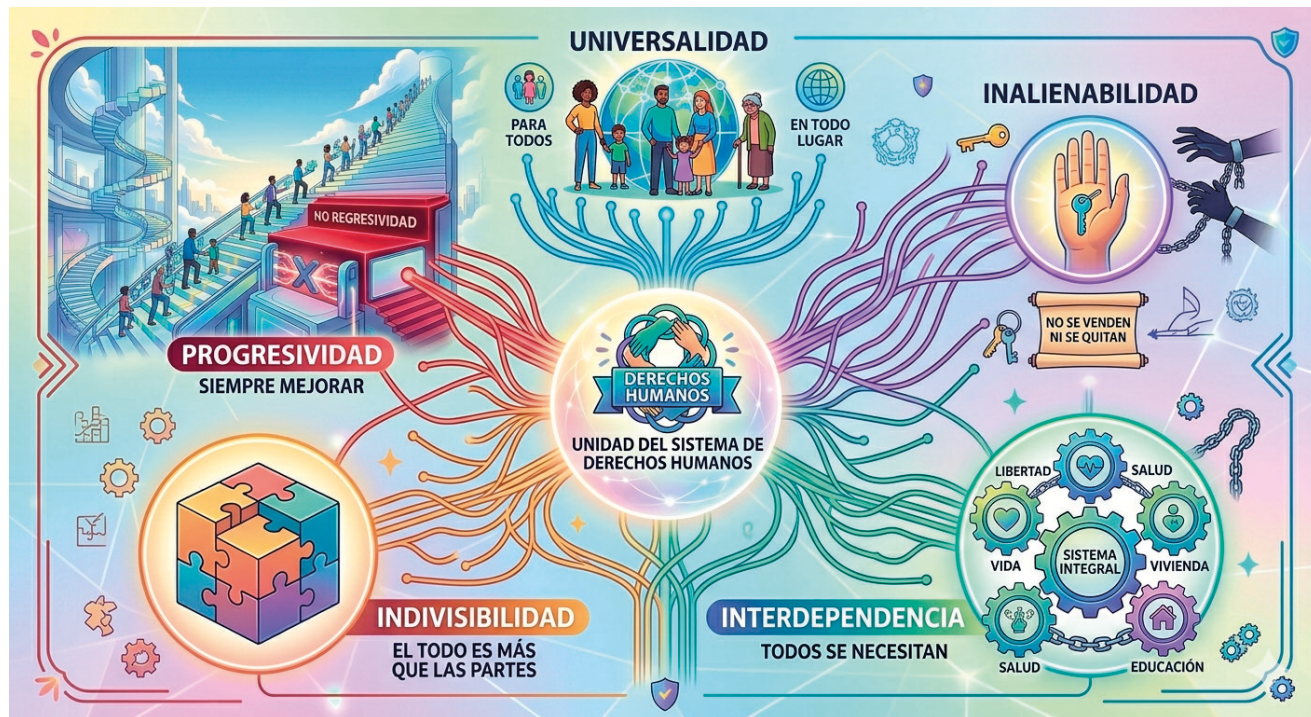 UNIVERSALIDAD
PARA
TODOS
EN TODO
LUGAR
INALIENABILIDAD
NO SE VENDEN
NI SE QUITAN
NO REGRESIVIDAD
X
PROGRESIVIDAD
SIEMPRE MEJORAR
DERECHOS
HUMANOS
UNIDAD DEL SISTEMA DE
DERECHOS HUMANOS
INDIVISIBILIDAD
EL TODO ES MÁS
QUE LAS PARTES
INTERDEPENDENCIA
TODOS SE NECESITAN
LIBERTAD
SALUD
SISTEMA
INTEGRAL
VIDA
VIVIENDA
SALUD
EDUCACIÓN